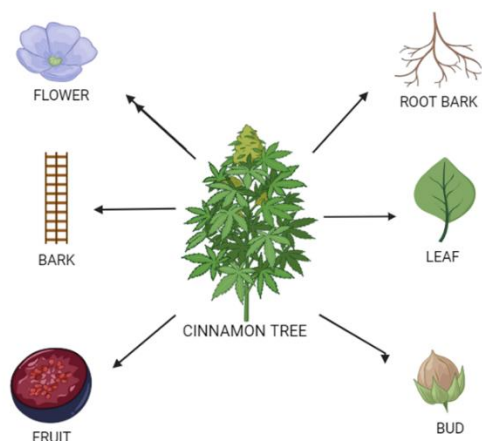 FLOWER
ROOT BARK
BARK
LEAF
CINNAMON TREE
FRUIT
BUD